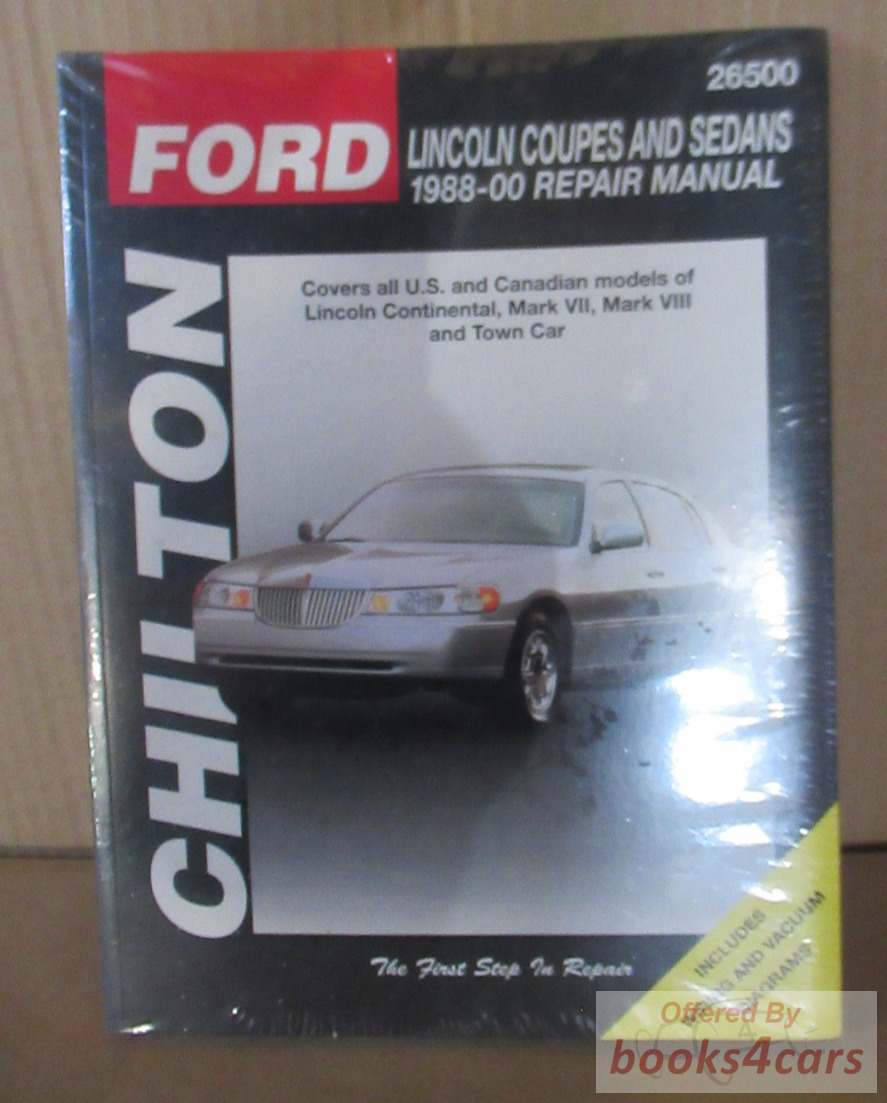 26500
FORD
LINCOLN COUPES AND SEDANS
1988-00 REPAIR MANUAL
CHILTON
Covers all U.S. and Canadian models of
Lincoln Continental, Mark VII, Mark VIII
and Town Car
The First Step In Repair
INCLUDES
AND VACUUM
DIAGRAMS
Offered By
books4cars